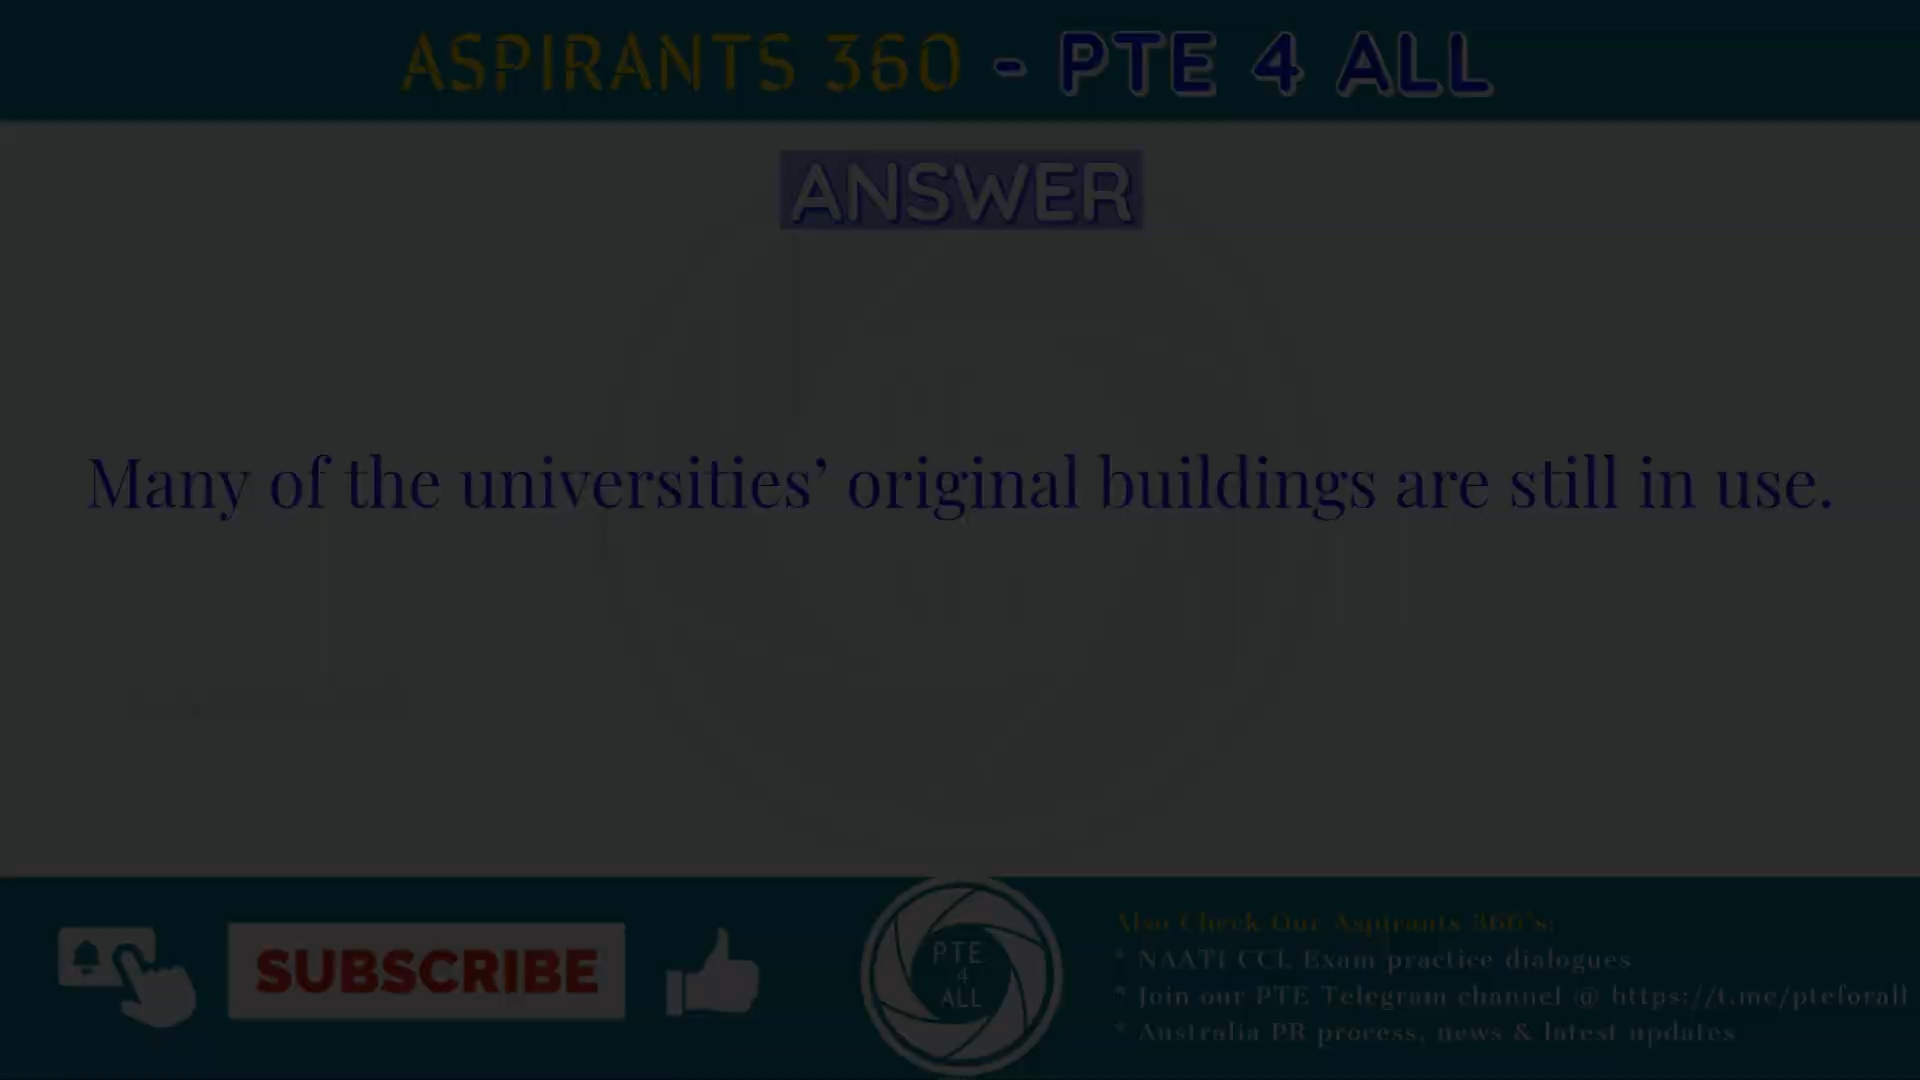 ASPIRANTS 360 - PTE 4 ALL
ANSWER
Many of the universities’ original buildings are still in use.
SUBSCRIBE
PTE
4
ALL
Also Check Our Aspirants 360's:
* NAATI CCL Exam practice dialogues
* Join our PTE Telegram channel @ https://t.me/pteforall
* Australia PR process, news & latest updates